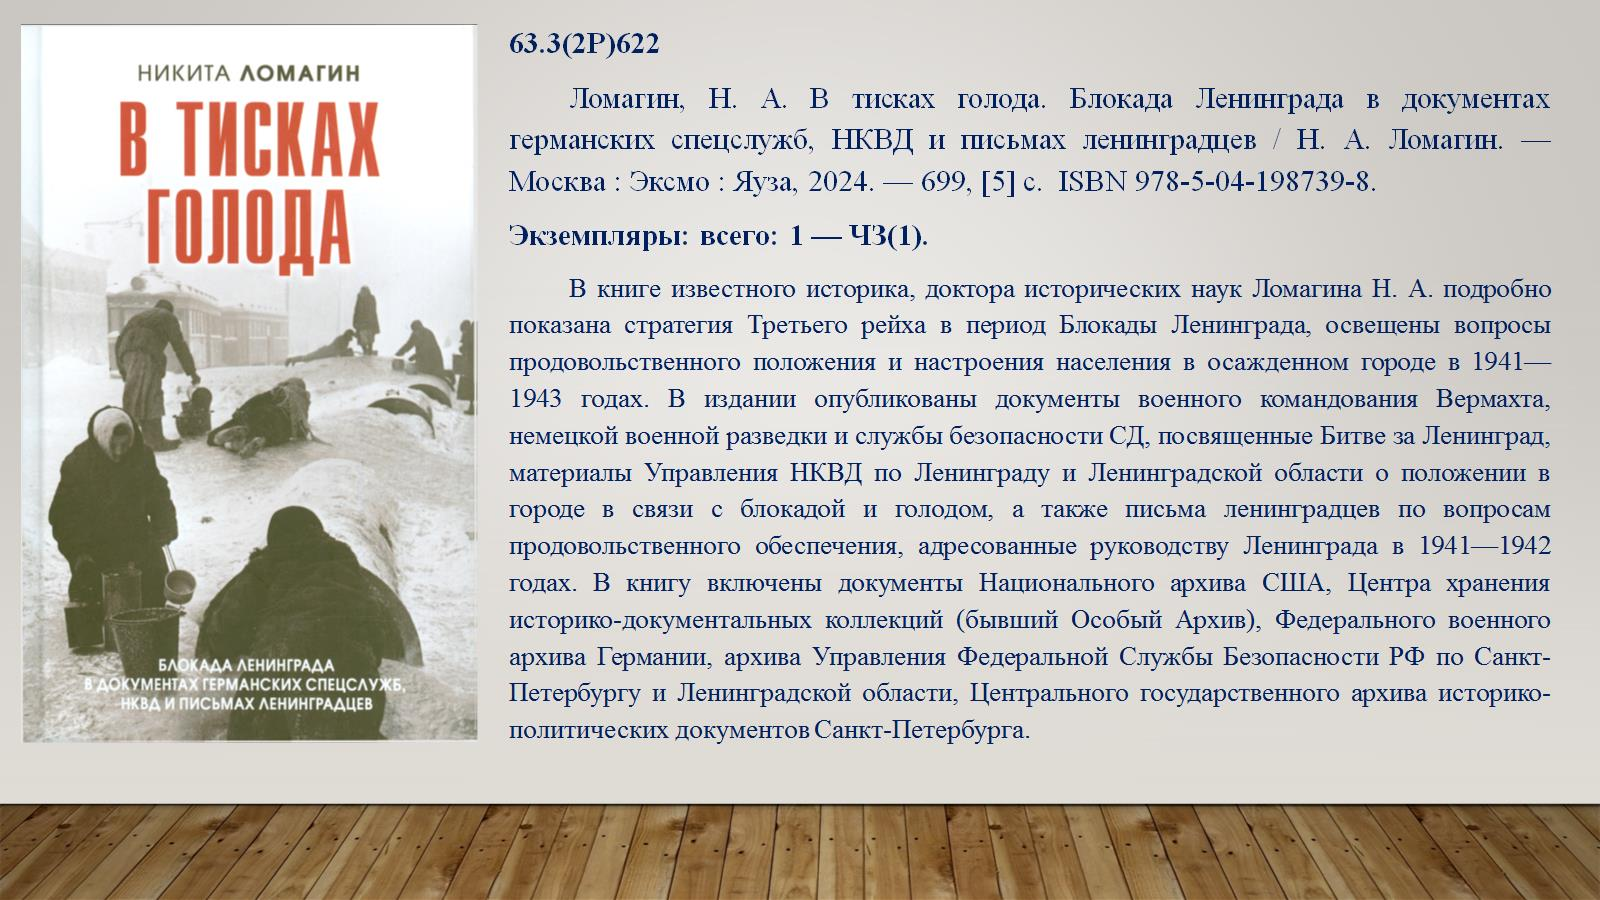 НИКИТА ЛОМАГИН
В ТИСКАХ
ГОЛОДА
БЛОКАДА ЛЕНИНГРАДА
В ДОКУМЕНТАХ ГЕРМАНСКИХ СПЕЦСЛУЖБ,
НКВД И ПИСЬМАХ ЛЕНИНГРАДЦЕВ
63.3(2Р)622
Ломагин, Н. А. В тисках голода. Блокада Ленинграда в документах
германских спецслужб, НКВД и письмах ленинградцев / Н. А. Ломагин. —
Москва : Эксмо : Яуза, 2024. — 699, [5] с. ISBN 978-5-04-198739-8.
Экземпляры: всего: 1 — ЧЗ(1).
В книге известного историка, доктора исторических наук Ломагина Н. А. подробно
показана стратегия Третьего рейха в период Блокады Ленинграда, освещены вопросы
продовольственного положения и настроения населения в осажденном городе в 1941—
1943 годах. В издании опубликованы документы военного командования Вермахта,
немецкой военной разведки и службы безопасности СД, посвященные Битве за Ленинград,
материалы Управления НКВД по Ленинграду и Ленинградской области о положении в
городе в связи с блокадой и голодом, а также письма ленинградцев по вопросам
продовольственного обеспечения, адресованные руководству Ленинграда в 1941—1942
годах. В книгу включены документы Национального архива США, Центра хранения
историко-документальных коллекций (бывший Особый Архив), Федерального военного
архива Германии, архива Управления Федеральной Службы Безопасности РФ по Санкт-
Петербургу и Ленинградской области, Центрального государственного архива историко-
политических документов Санкт-Петербурга.